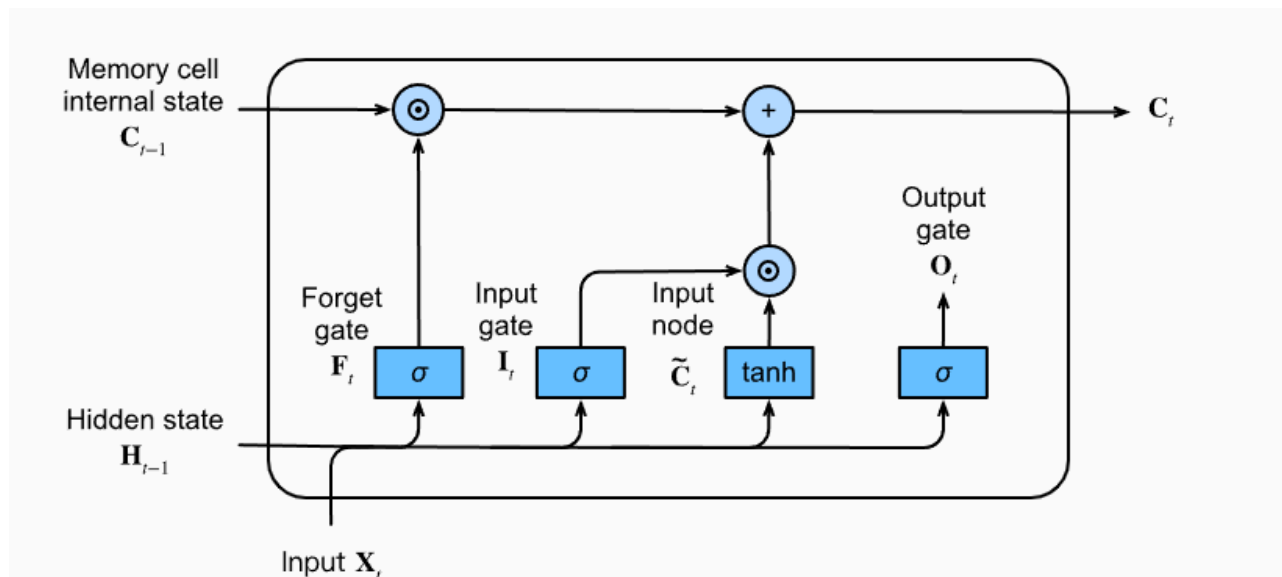 Memory cell
internal state
C_{t−1}
⊙
+
C_t
Output
gate
O_t
⊙
Forget
gate
F_t
σ
Input
gate
I_t
σ
Input
node
C̃_t
tanh
σ
Hidden state
H_{t−1}
Input X_t